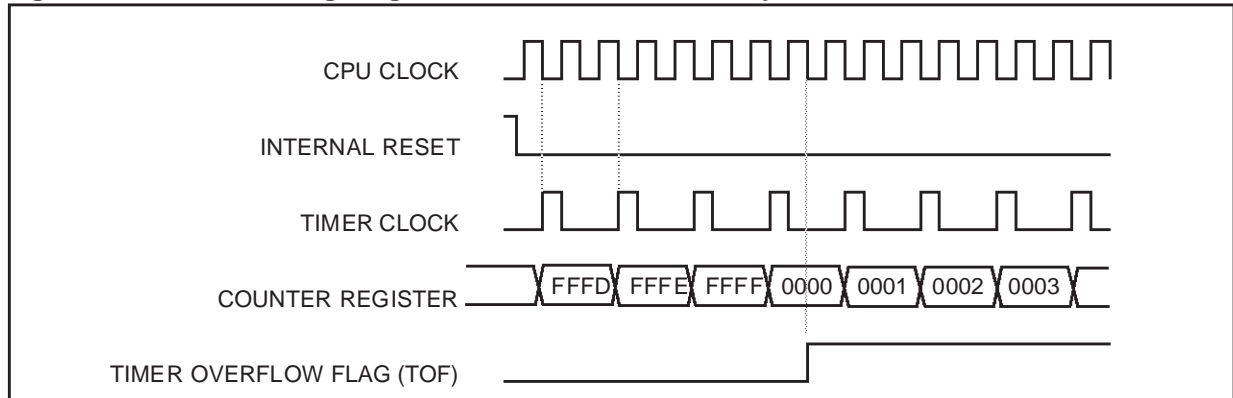 CPU CLOCK
INTERNAL RESET
TIMER CLOCK
COUNTER REGISTER
FFFD FFFE FFFF 0000 0001 0002 0003
TIMER OVERFLOW FLAG (TOF)